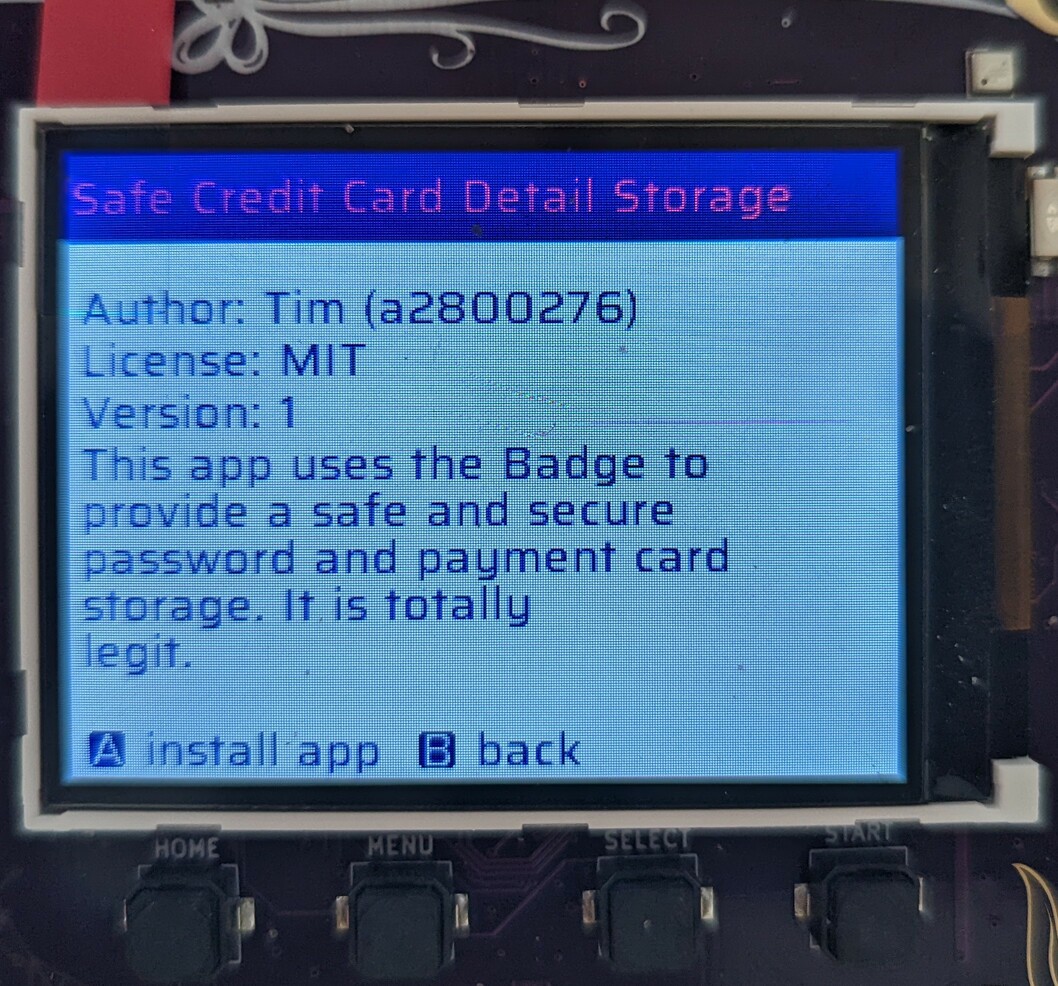 Safe Credit Card Detail Storage
Author: Tim (a2800276)
License: MIT
Version: 1
This app uses the Badge to
provide a safe and secure
password and payment card
storage. It is totally
legit.
A install app B back
HOME MENU SELECT START